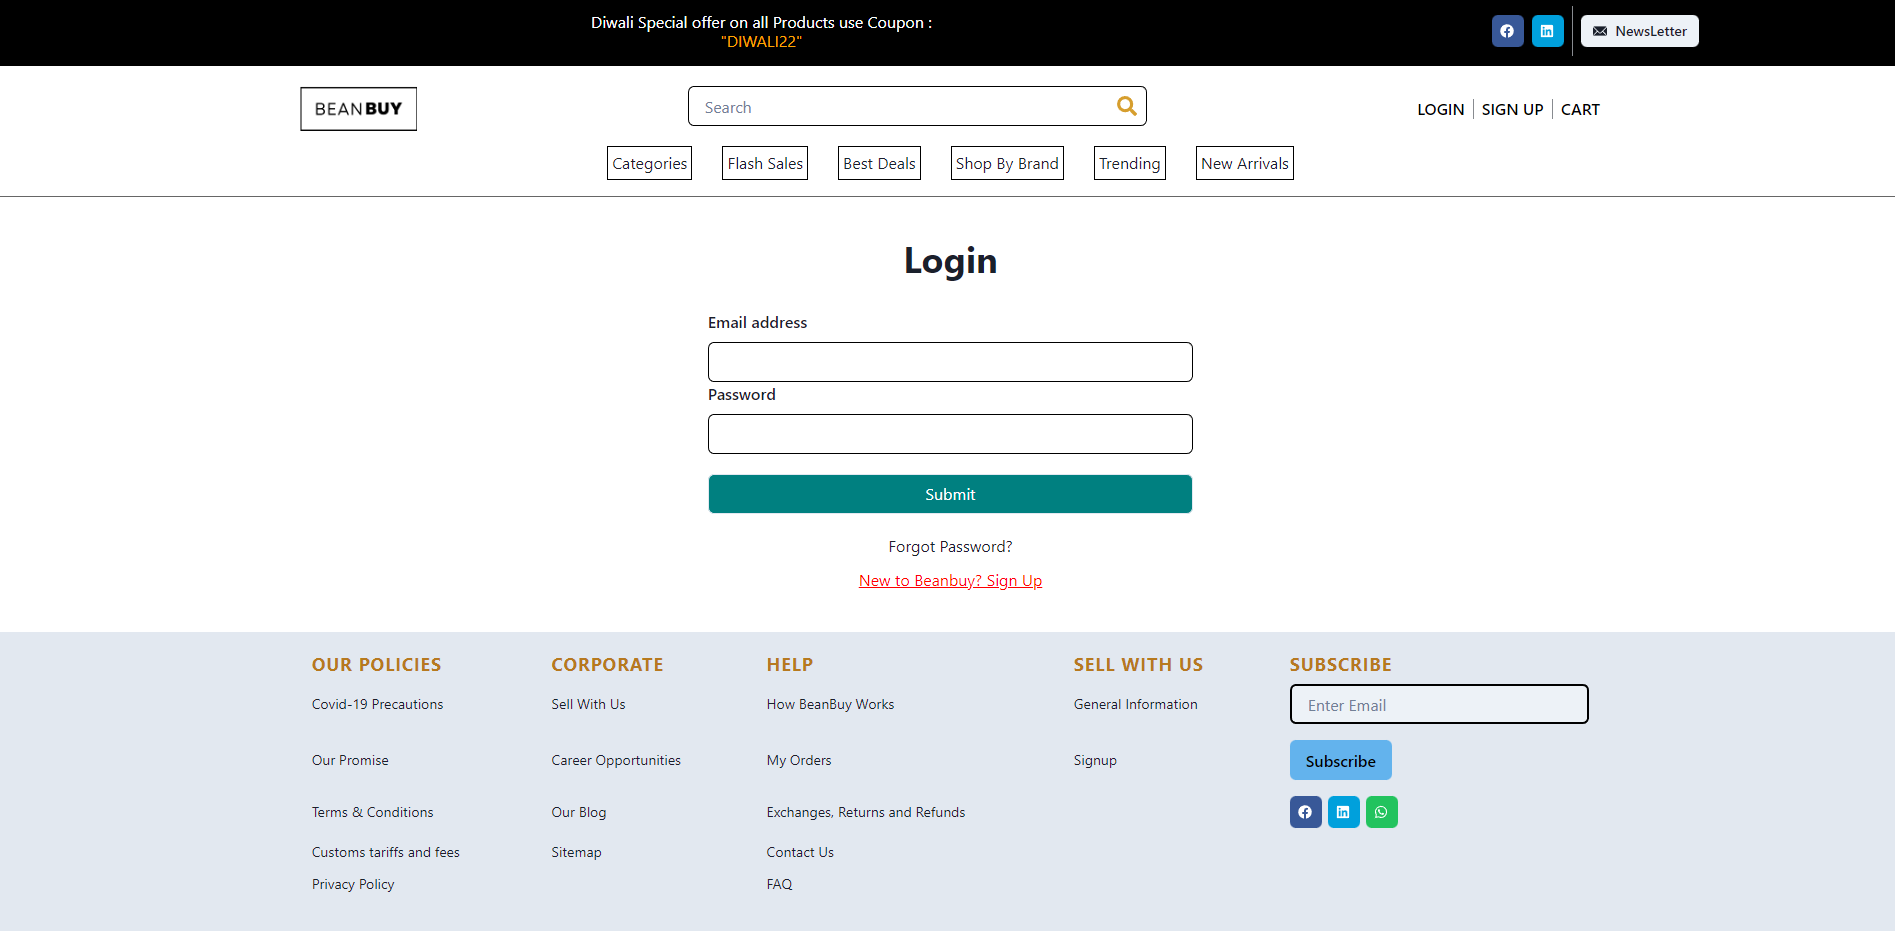 Diwali Special offer on all Products use Coupon :
"DIWALI22"
NewsLetter
BEANBUY
Search
LOGIN
SIGN UP
CART
Categories
Flash Sales
Best Deals
Shop By Brand
Trending
New Arrivals
Login
Email address
Password
Submit
Forgot Password?
New to Beanbuy? Sign Up
OUR POLICIES
Covid-19 Precautions
Our Promise
Terms & Conditions
Customs tariffs and fees
Privacy Policy
CORPORATE
Sell With Us
Career Opportunities
Our Blog
Sitemap
HELP
How BeanBuy Works
My Orders
Exchanges, Returns and Refunds
Contact Us
FAQ
SELL WITH US
General Information
Signup
SUBSCRIBE
Enter Email
Subscribe